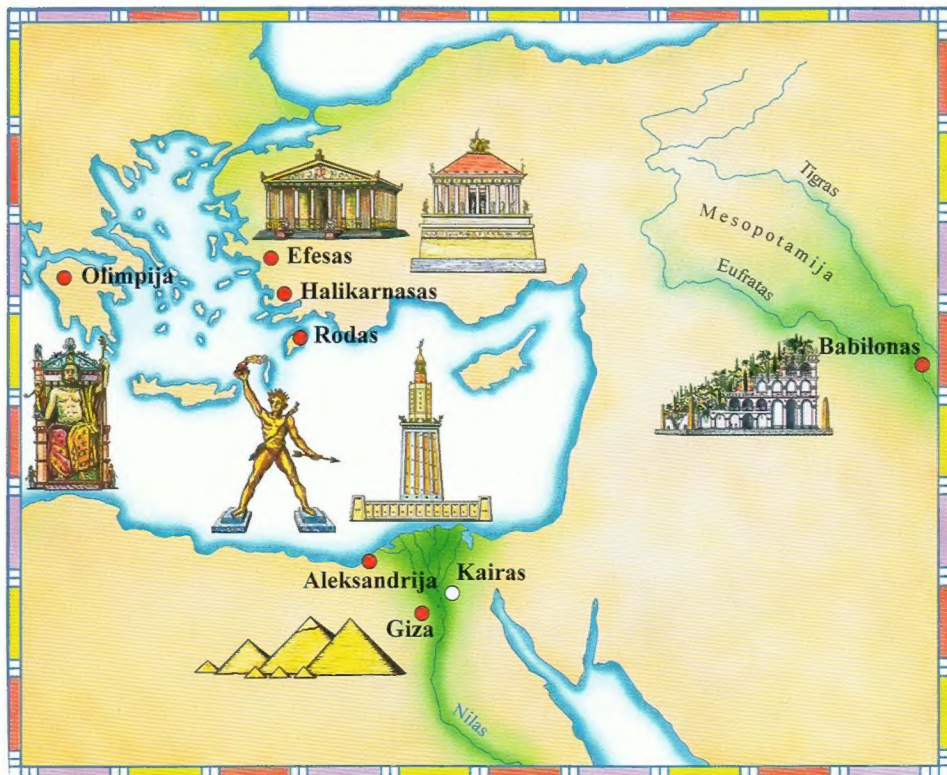 Tigras
Mesopotamija
Eufratas
Efesas
Olimpija
Halikarnasas
Rodas
Babilonas
Aleksandrija
Kairas
Giza
Nilas